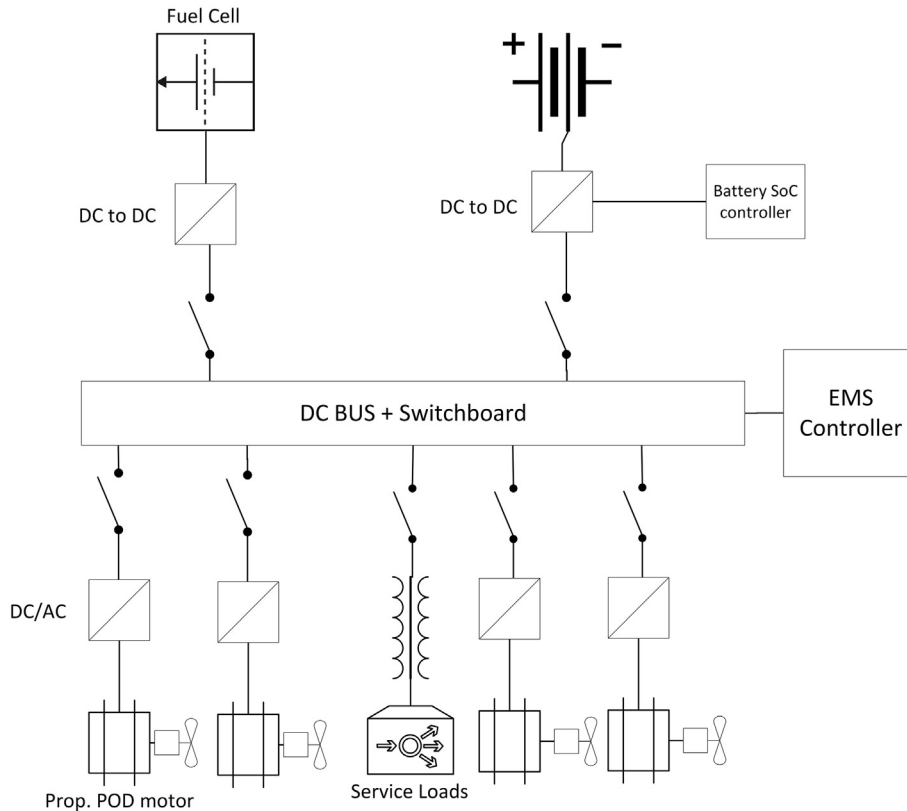 Fuel Cell
+ −
DC to DC
DC to DC
Battery SoC
controller
DC BUS + Switchboard
EMS
Controller
DC/AC
Prop. POD motor
Service Loads